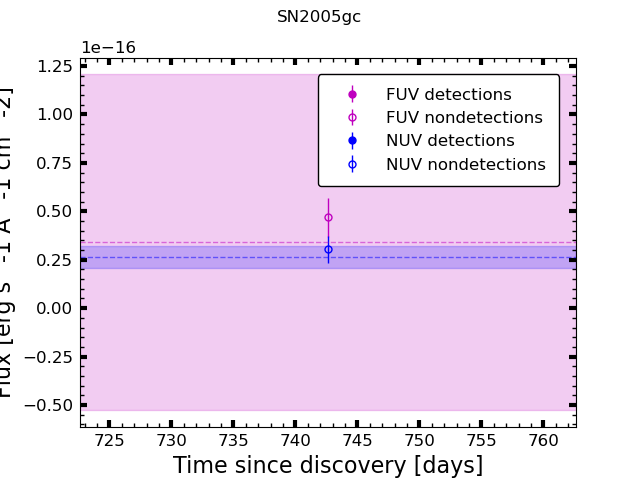 SN2005gc
1e−16
1.25
1.00
0.75
0.50
0.25
0.00
−0.25
−0.50
Flux [erg s -1 A -1 cm -2]
FUV detections
FUV nondetections
NUV detections
NUV nondetections
725 730 735 740 745 750 755 760
Time since discovery [days]